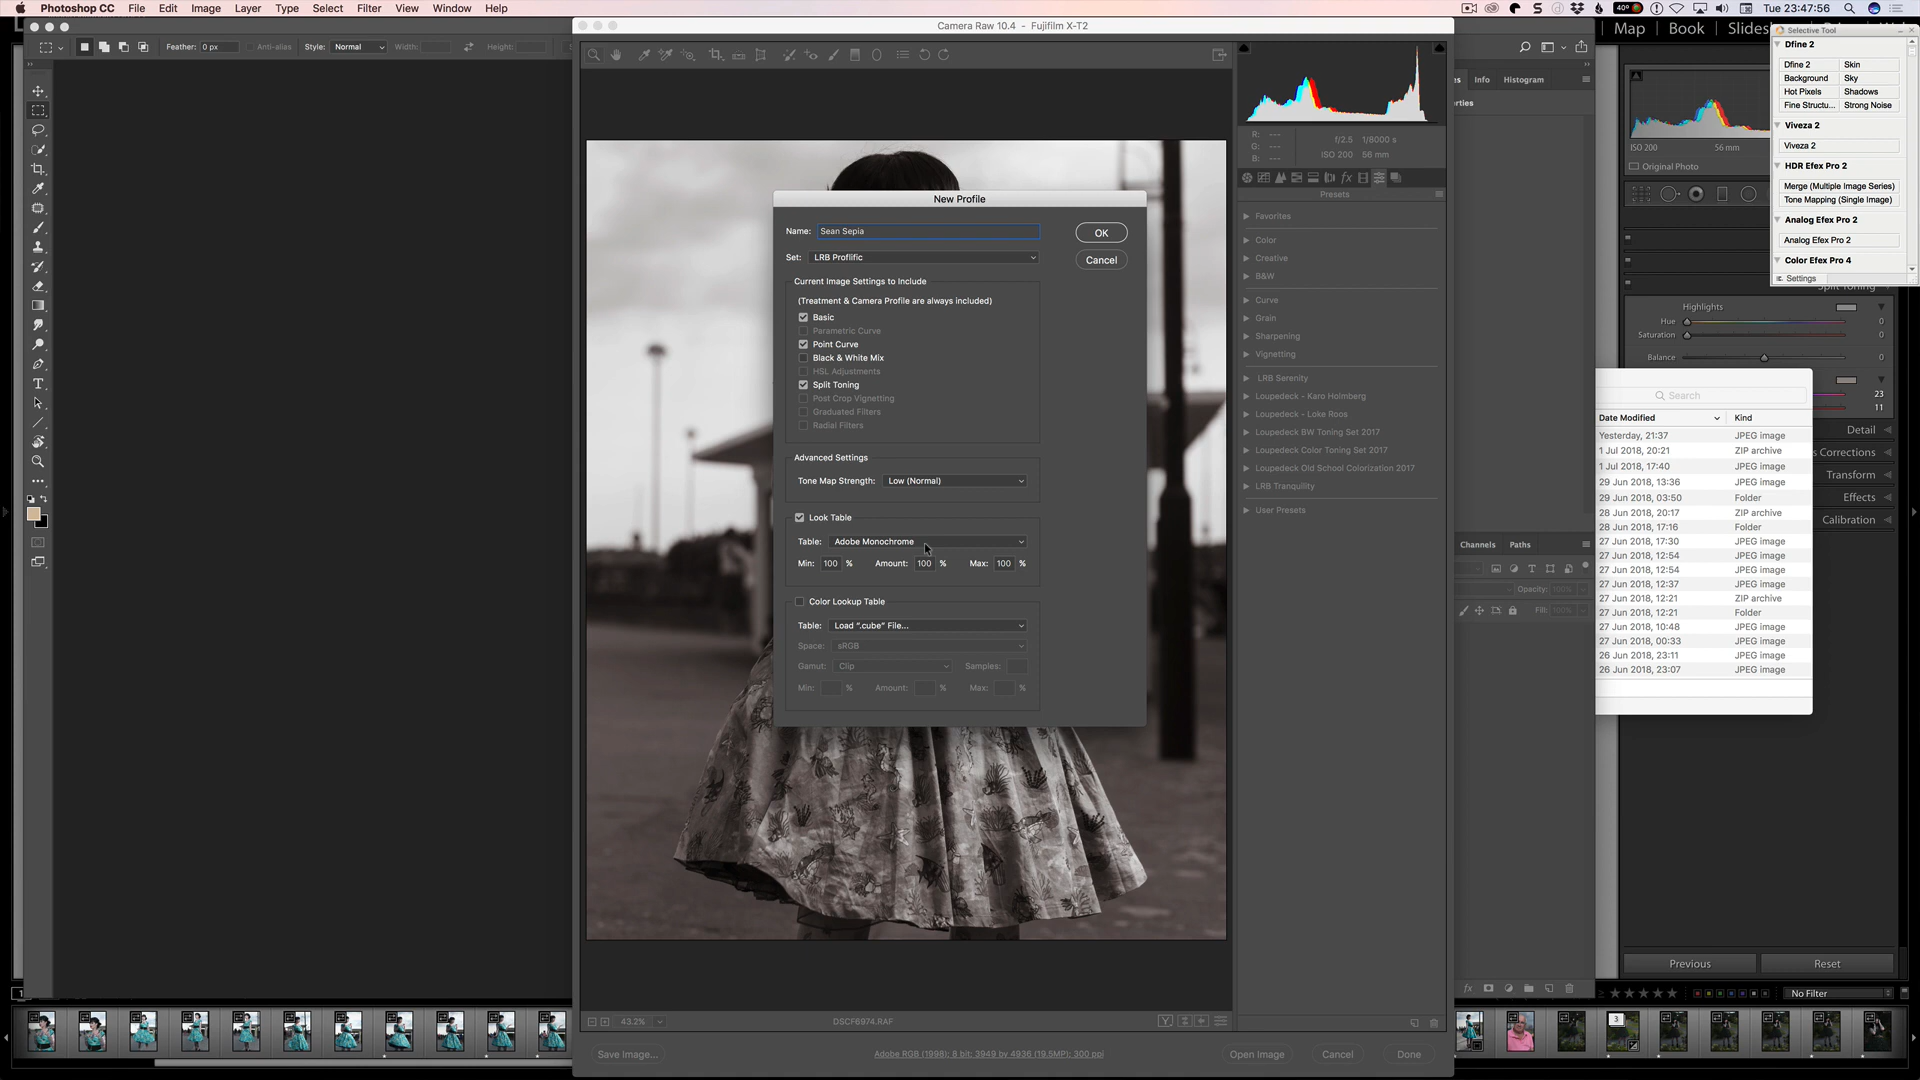 Photoshop CC File Edit Image Layer Type Select Filter View Window Help
40° Tue 23:47:56
Feather: 0 px Anti-alias Style: Normal Width: Height:
Camera Raw 10.4 - Fujifilm X-T2
Map | Book | Slides
Selective Tool
Dfine 2
Dfine 2 Skin
Background Sky
Hot Pixels Shadows
Fine Structu... Strong Noise
Viveza 2
Viveza 2
HDR Efex Pro 2
Merge (Multiple Image Series)
Tone Mapping (Single Image)
Analog Efex Pro 2
Analog Efex Pro 2
Color Efex Pro 4
Settings
Info Histogram
erties
ISO 200 56 mm
Original Photo
R: ---
G: ---
B: ---
f/2.5 1/8000 s
ISO 200 56 mm
Presets
Favorites
Color
Creative
B&W
Curve
Grain
Sharpening
Vignetting
LRB Serenity
Loupedeck - Karo Holmberg
Loupedeck - Loke Roos
Loupedeck BW Toning Set 2017
Loupedeck Color Toning Set 2017
Loupedeck Old School Colorization 2017
LRB Tranquility
User Presets
New Profile
Name: Sean Sepia
OK
Set: LRB Proflific
Cancel
Current Image Settings to Include
(Treatment & Camera Profile are always included)
Basic
Parametric Curve
Point Curve
Black & White Mix
HSL Adjustments
Split Toning
Post Crop Vignetting
Graduated Filters
Radial Filters
Advanced Settings
Tone Map Strength: Low (Normal)
Look Table
Table: Adobe Monochrome
Min: 100 % Amount: 100 % Max: 100 %
Color Lookup Table
Table: Load ".cube" File...
Space: sRGB
Gamut: Clip Samples:
Min: % Amount: % Max: %
Split Toning
Highlights
Hue 0
Saturation 0
Balance 0
23
11
Detail
s Corrections
Transform
Effects
Calibration
Search
Date Modified Kind
Yesterday, 21:37 JPEG image
1 Jul 2018, 20:21 ZIP archive
1 Jul 2018, 17:40 JPEG image
29 Jun 2018, 13:36 JPEG image
29 Jun 2018, 03:50 Folder
28 Jun 2018, 20:17 ZIP archive
28 Jun 2018, 17:16 Folder
27 Jun 2018, 17:30 JPEG image
27 Jun 2018, 12:54 JPEG image
27 Jun 2018, 12:54 JPEG image
27 Jun 2018, 12:37 JPEG image
27 Jun 2018, 12:21 ZIP archive
27 Jun 2018, 12:21 Folder
27 Jun 2018, 10:48 JPEG image
27 Jun 2018, 00:33 JPEG image
26 Jun 2018, 23:11 JPEG image
26 Jun 2018, 23:07 JPEG image
Channels Paths
Opacity: 100%
Fill: 100%
Previous Reset
No Filter
43.2% DSCF6974.RAF
Save Image... Adobe RGB (1998); 8 bit; 3949 by 4936 (19.5MP); 300 ppi Open Image Cancel Done
3